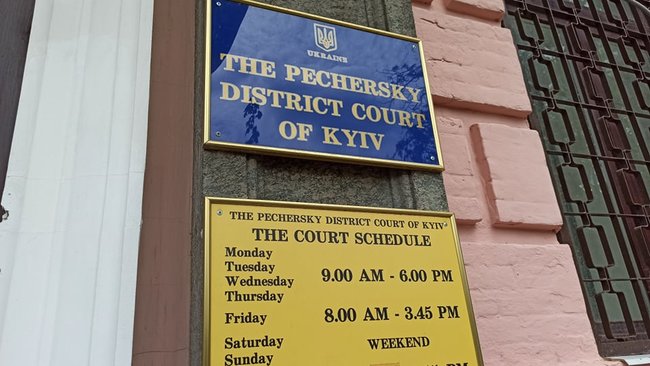 UKRAINE
THE PECHERSKY
DISTRICT COURT
OF KYIV
THE PECHERSKY DISTRICT COURT OF KYIV
THE COURT SCHEDULE
Monday
Tuesday
Wednesday 9.00 AM - 6.00 PM
Thursday
Friday 8.00 AM - 3.45 PM
Saturday WEEKEND
Sunday
PM